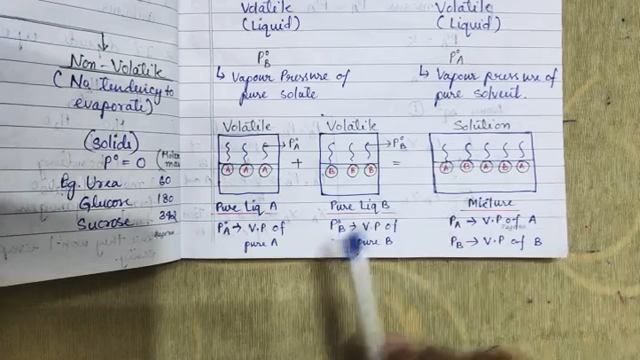 Volatile
(Liquid)
Volatile
(Liquid)
Non-Volatile
(No tendency to
evaporate)
(solids)
P° = 0
Eg. Urea 60
Glucose 180
Sucrose 342
P°B
↳ Vapour Pressure of
pure solute
P°A
↳ Vapour pressure of
pure solvent.
Volatile
Volatile
Solution
P°A
P°B
A A A
+
B B B
=
A B B A A
Pure Liq A
Pure Liq B
Mixture
P°A → V.P of
pure A
P°B → V.P of
pure B
PA → V.P of A
PB → V.P of B